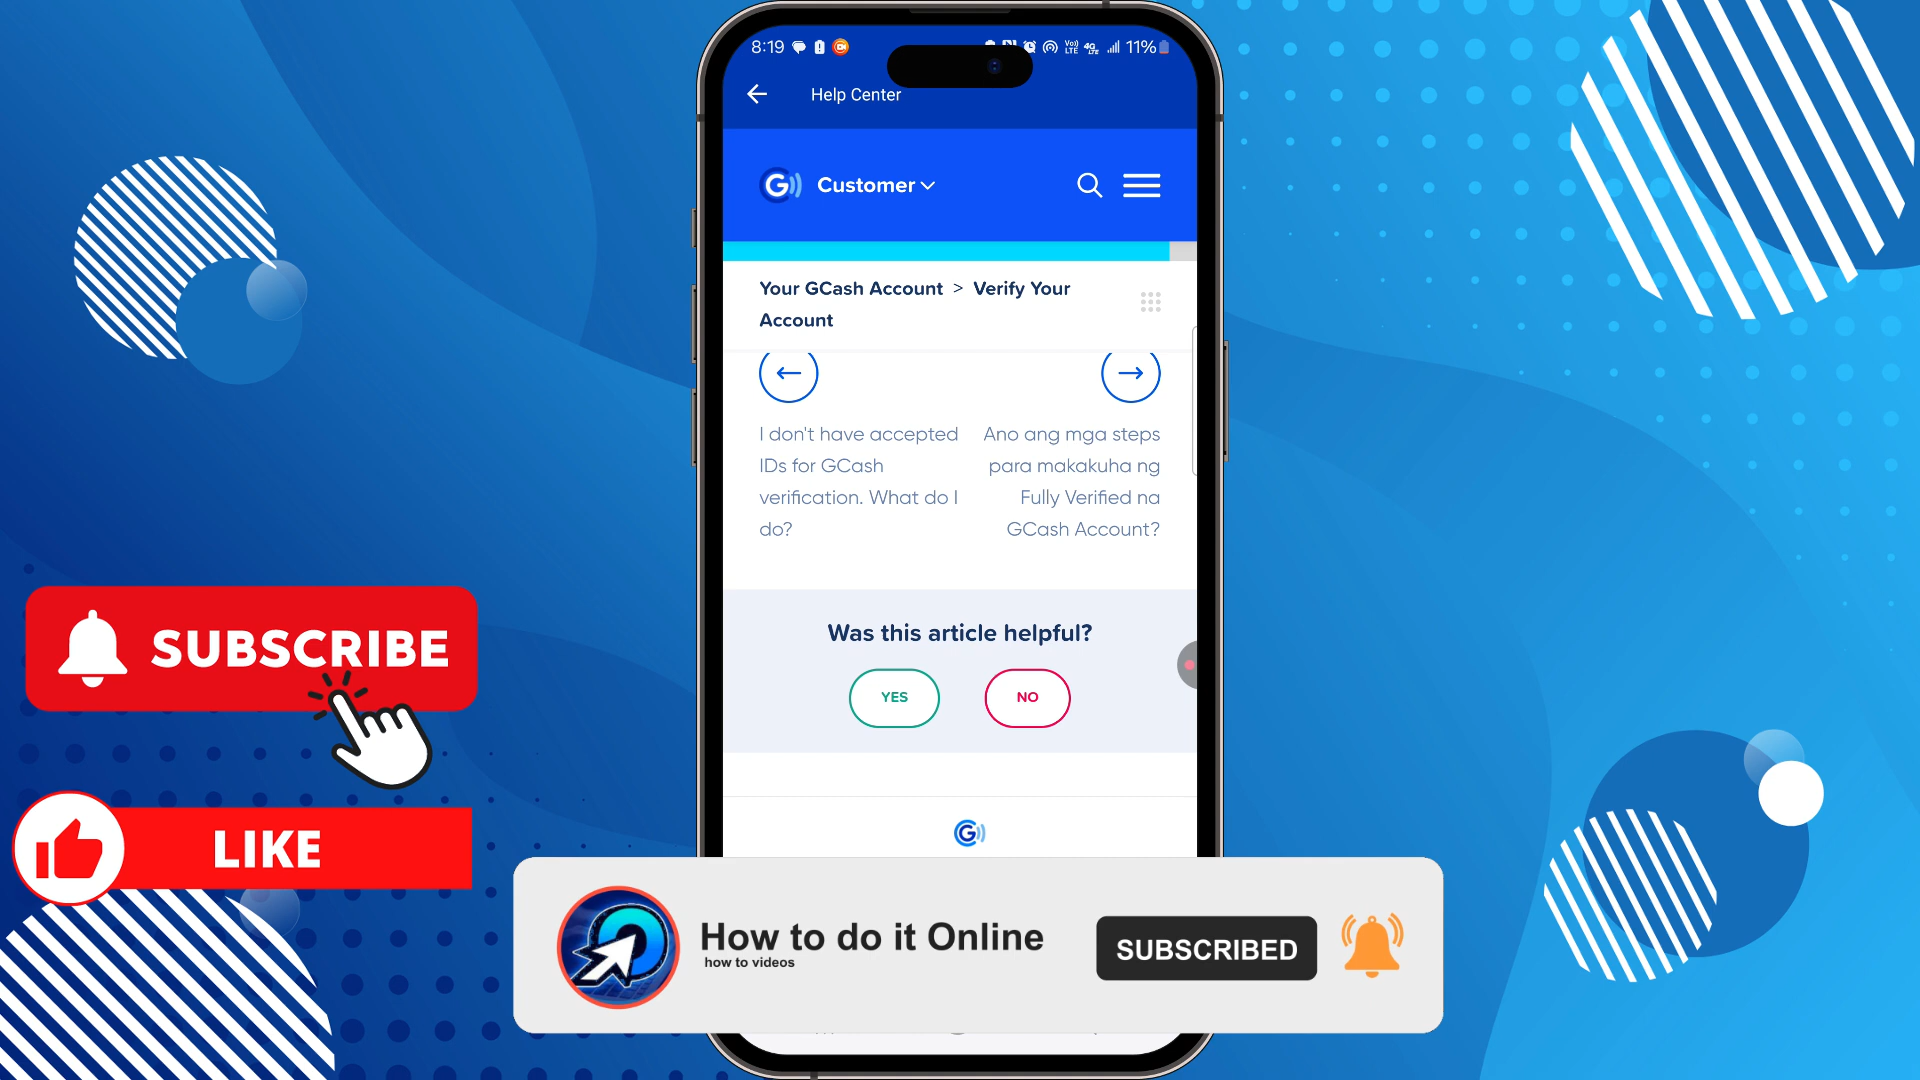 8:19
11%
Help Center
Customer
Your GCash Account > Verify Your
Account
I don't have accepted
IDs for GCash
verification. What do I
do?
Ano ang mga steps
para makakuha ng
Fully Verified na
GCash Account?
Was this article helpful?
YES
NO
SUBSCRIBE
LIKE
How to do it Online
how to videos
SUBSCRIBED